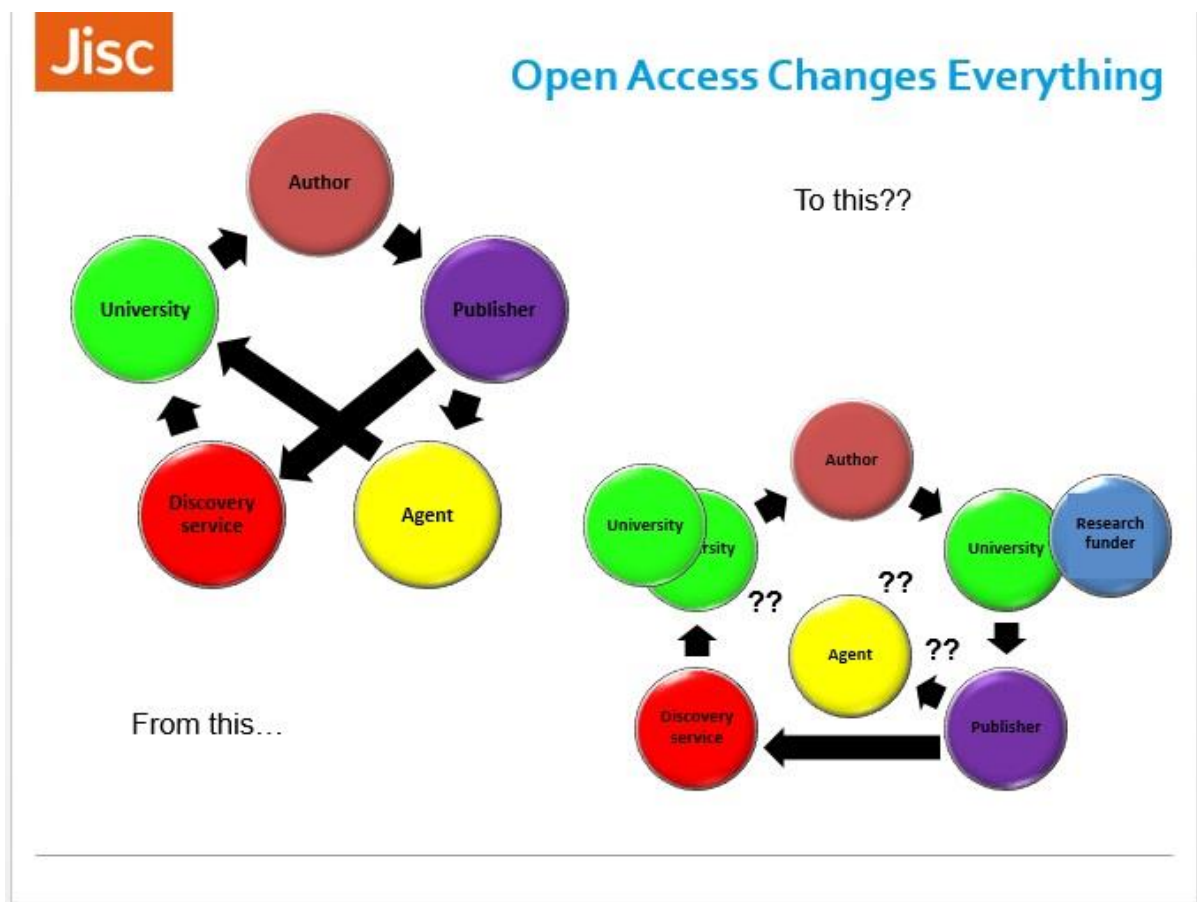 Jisc
Open Access Changes Everything
Author
University
Publisher
Discovery
service
Agent
From this…
To this??
Author
University
rsity
University
Research
funder
??
??
??
Agent
Discovery
service
Publisher